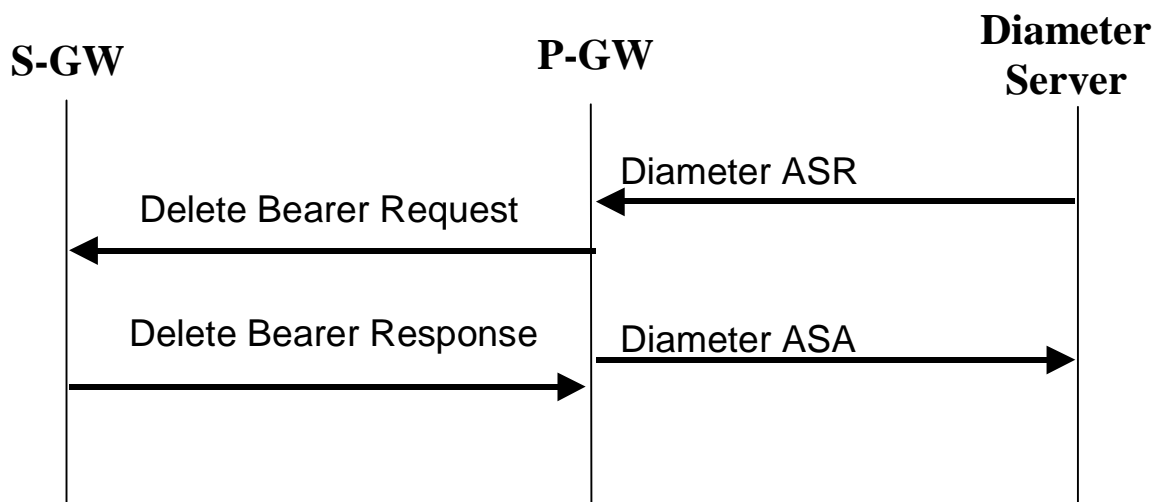 S-GW
P-GW
Diameter
Server
Diameter ASR
Delete Bearer Request
Delete Bearer Response
Diameter ASA